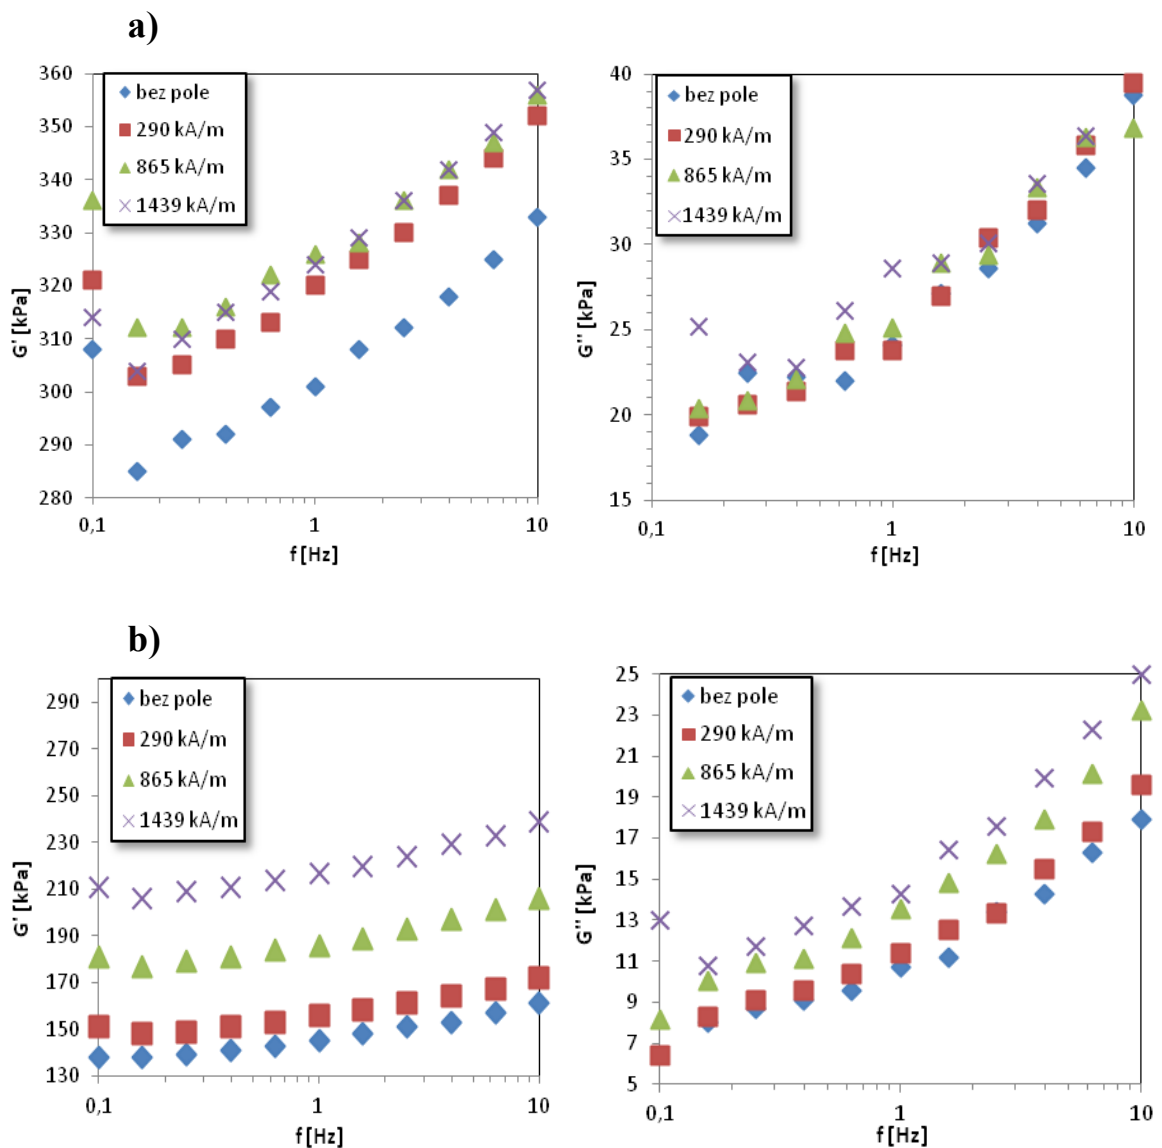 a)
360
350
340
330
320
310
300
290
280
G' [kPa]
bez pole
290 kA/m
865 kA/m
1439 kA/m
0,1
1
10
f [Hz]
40
35
30
25
20
15
G'' [kPa]
bez pole
290 kA/m
865 kA/m
1439 kA/m
0,1
1
10
f [Hz]
b)
290
270
250
230
210
190
170
150
130
G' [kPa]
bez pole
290 kA/m
865 kA/m
1439 kA/m
0,1
1
10
f [Hz]
25
23
21
19
17
15
13
11
9
7
5
G'' [kPa]
bez pole
290 kA/m
865 kA/m
1439 kA/m
0,1
1
10
f [Hz]